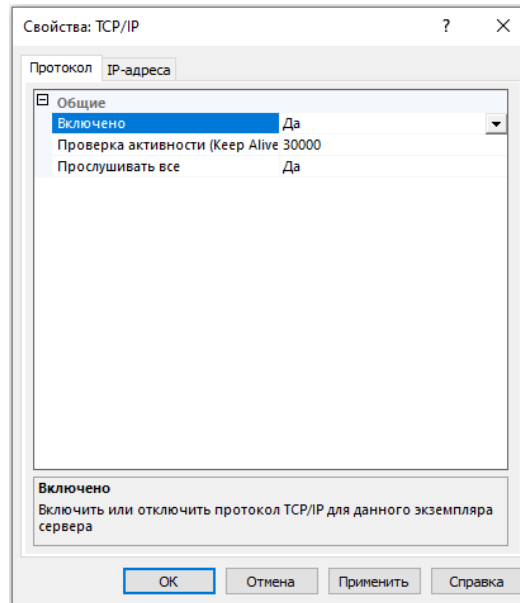 Свойства: TCP/IP
Протокол IP-адреса
Общие
Включено Да
Проверка активности (Keep Alive 30000
Прослушивать все Да
Включено
Включить или отключить протокол TCP/IP для данного экземпляра
сервера
ОК Отмена Применить Справка